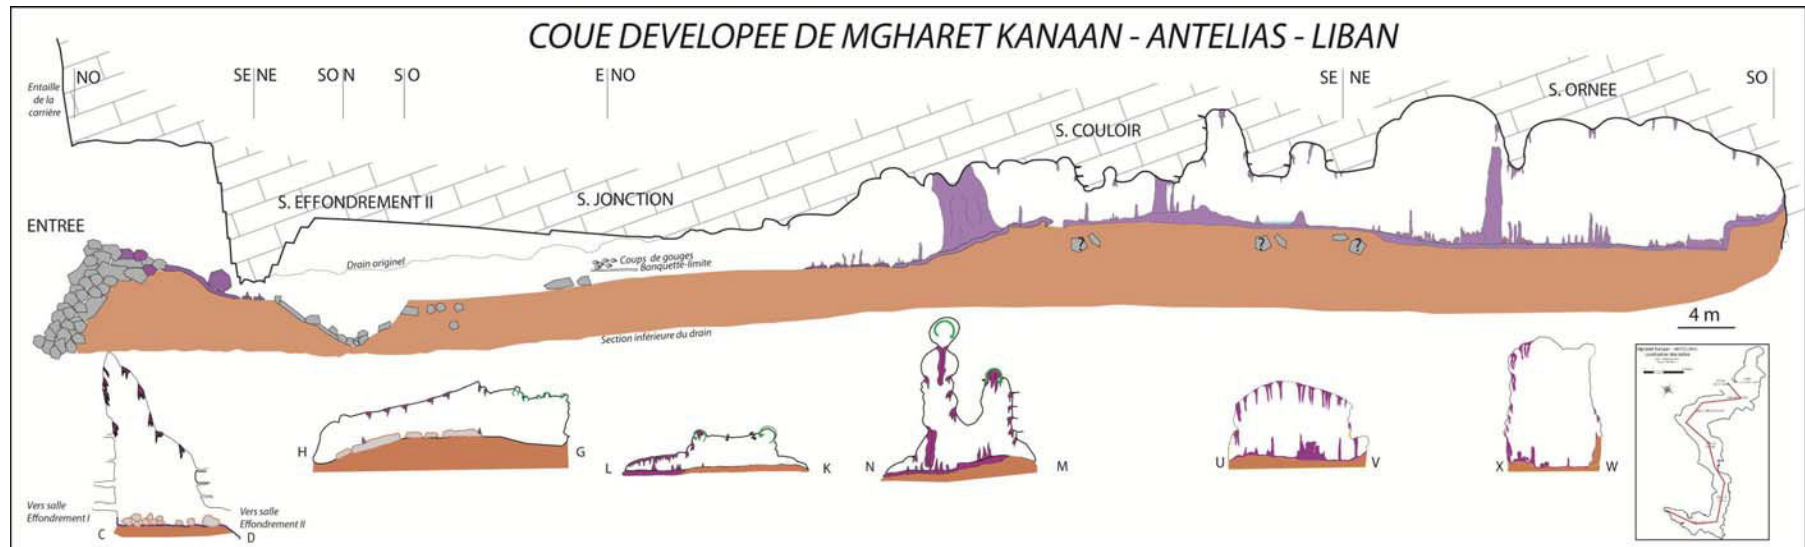 COUE DEVELOPEE DE MGHARET KANAAN - ANTELIAS - LIBAN
NO
SE NE
SO N
S O
E NO
SE NE
SO
Entaille
de la
carrière
S. ORNEE
S. COULOIR
S. EFFONDREMENT II
S. JONCTION
ENTREE
Drain originel
Coups de gouges
Banquette-limite
? ? ?
Section inférieure du drain
4 m
H
G
L
K
N
M
U
V
X
W
Vers salle
Effondrement I
Vers salle
Effondrement II
C
D